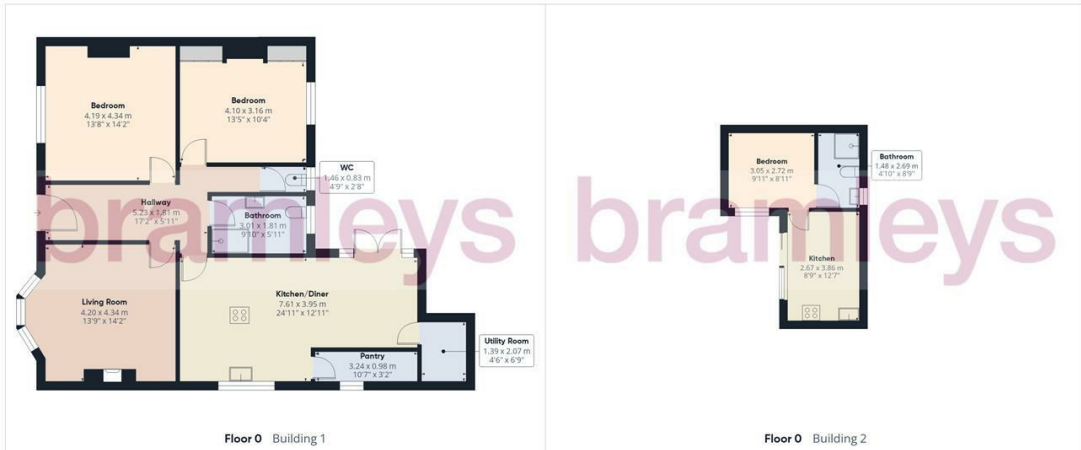 Bedroom
4.19 x 4.34 m
13'8" x 14'2"
Bedroom
4.10 x 3.16 m
13'5" x 10'4"
WC
1.46 x 0.83 m
4'9" x 2'8"
Hallway
5.23 x 1.81 m
17'2" x 5'11"
Bathroom
3.01 x 1.81 m
9'10" x 5'11"
Living Room
4.20 x 4.34 m
13'9" x 14'2"
Kitchen/Diner
7.61 x 3.95 m
24'11" x 12'11"
Utility Room
1.39 x 2.07 m
4'6" x 6'9"
Pantry
3.24 x 0.98 m
10'7" x 3'2"
bramleys
Floor 0 Building 1
Bedroom
3.05 x 2.72 m
9'11" x 8'11"
Bathroom
1.48 x 2.69 m
4'10" x 8'9"
Kitchen
2.67 x 3.86 m
8'9" x 12'7"
bramleys
Floor 0 Building 2